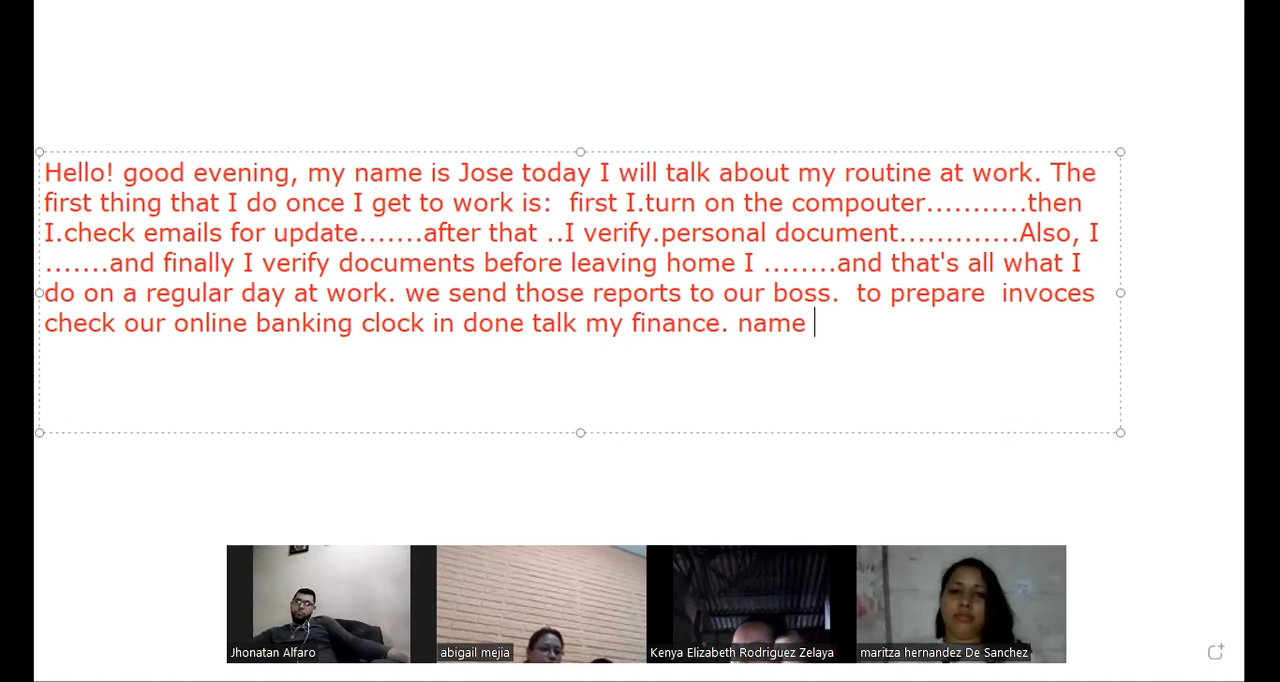 Hello! good evening, my name is Jose today I will talk about my routine at work. The
first thing that I do once I get to work is:  first I.turn on the compouter...........then
I.check emails for update.......after that ..I verify.personal document.............Also, I
.......and finally I verify documents before leaving home I ........and that's all what I
do on a regular day at work. we send those reports to our boss.  to prepare  invoces
check our online banking clock in done talk my finance. name
Jhonatan Alfaro
abigail mejia
Kenya Elizabeth Rodriguez Zelaya
maritza hernandez De Sanchez